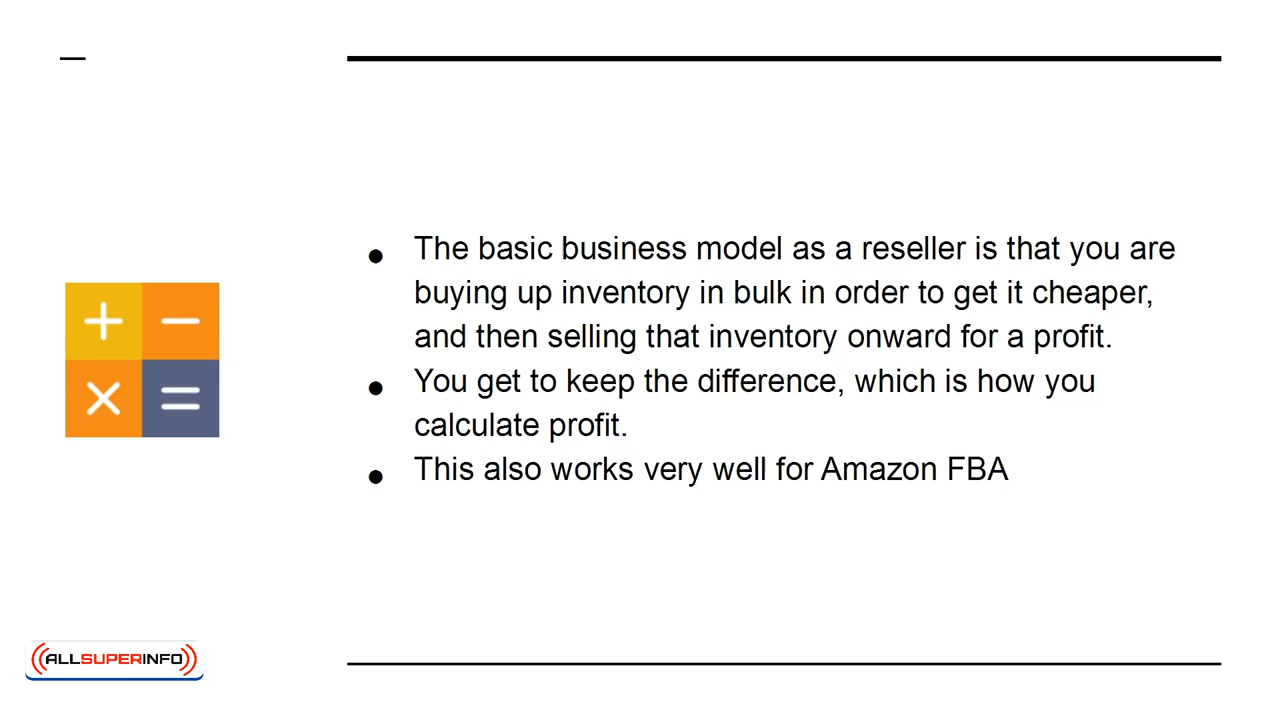 ● The basic business model as a reseller is that you are
buying up inventory in bulk in order to get it cheaper,
and then selling that inventory onward for a profit.
● You get to keep the difference, which is how you
calculate profit.
● This also works very well for Amazon FBA
ALLSUPERINFO